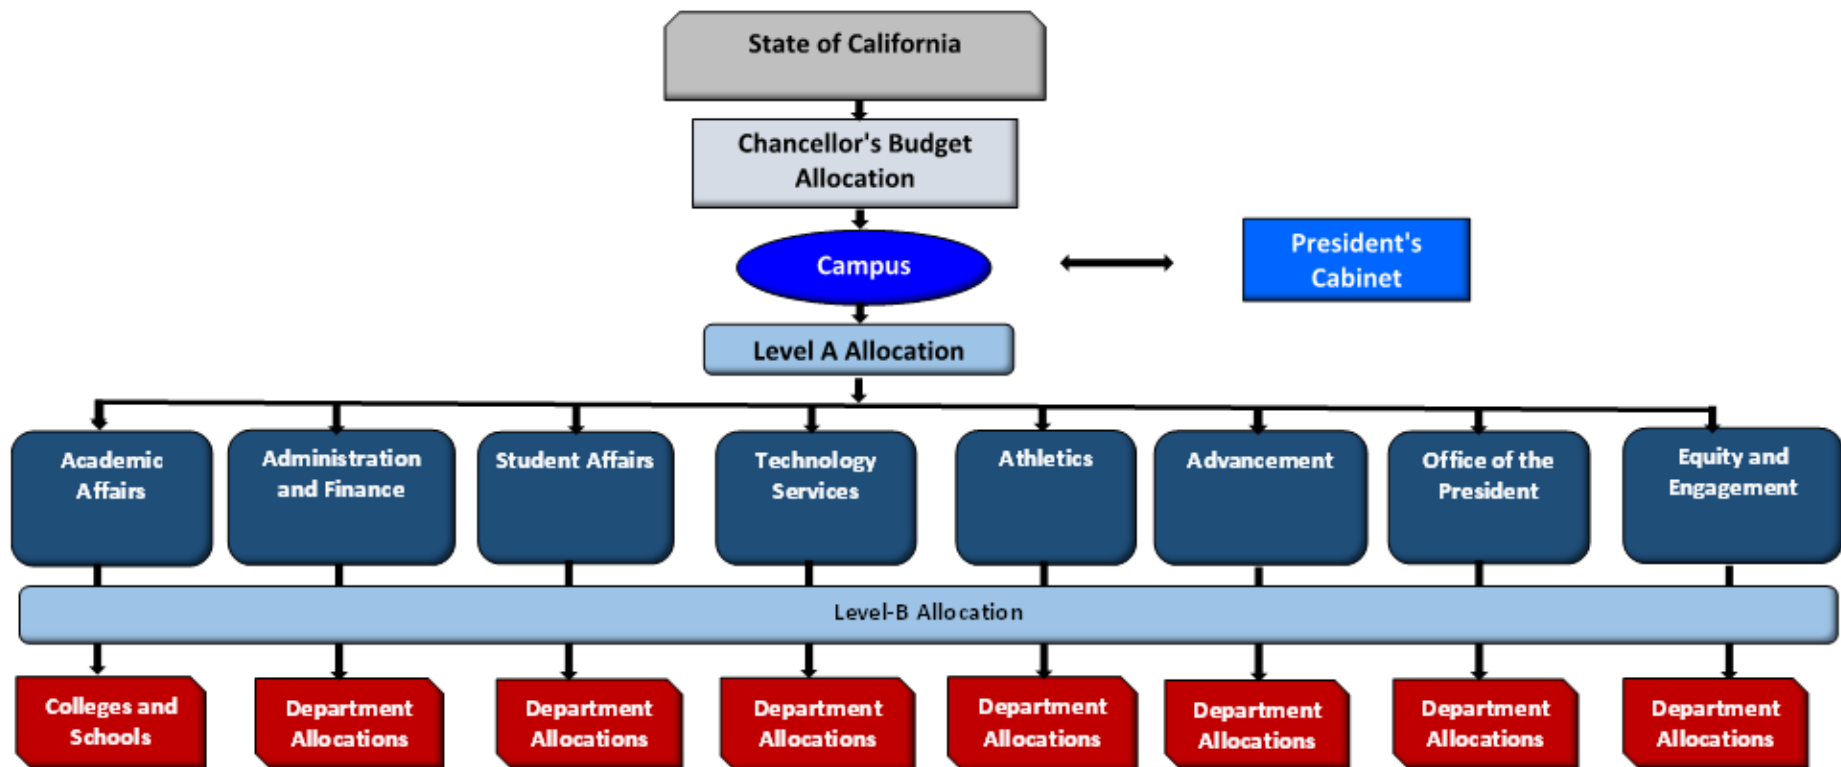 State of California
Chancellor's Budget
Allocation
Campus
President's
Cabinet
Level A Allocation
Academic
Affairs
Administration
and Finance
Student Affairs
Technology
Services
Athletics
Advancement
Office of the
President
Equity and
Engagement
Level-B Allocation
Colleges and
Schools
Department
Allocations
Department
Allocations
Department
Allocations
Department
Allocations
Department
Allocations
Department
Allocations
Department
Allocations